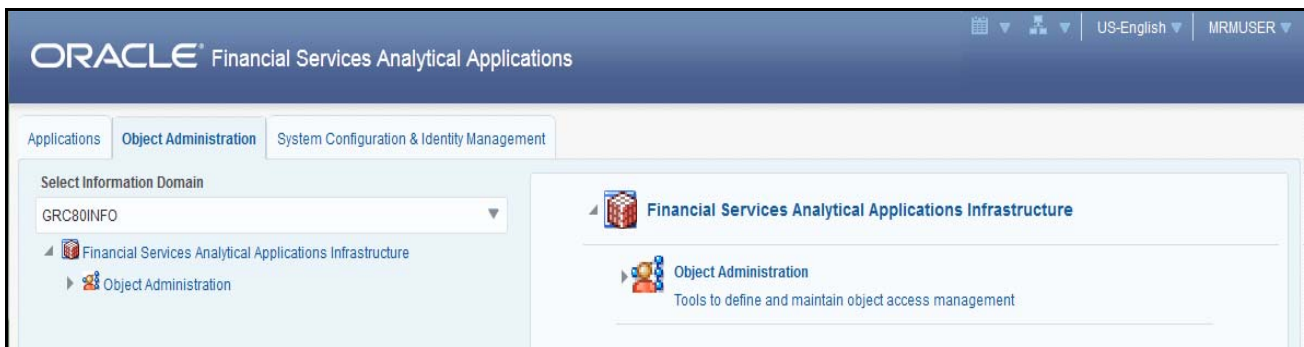 US-English MRMUSER
ORACLE® Financial Services Analytical Applications
Applications Object Administration System Configuration & Identity Management
Select Information Domain
GRC80INFO
Financial Services Analytical Applications Infrastructure
Object Administration
Financial Services Analytical Applications Infrastructure
Object Administration
Tools to define and maintain object access management